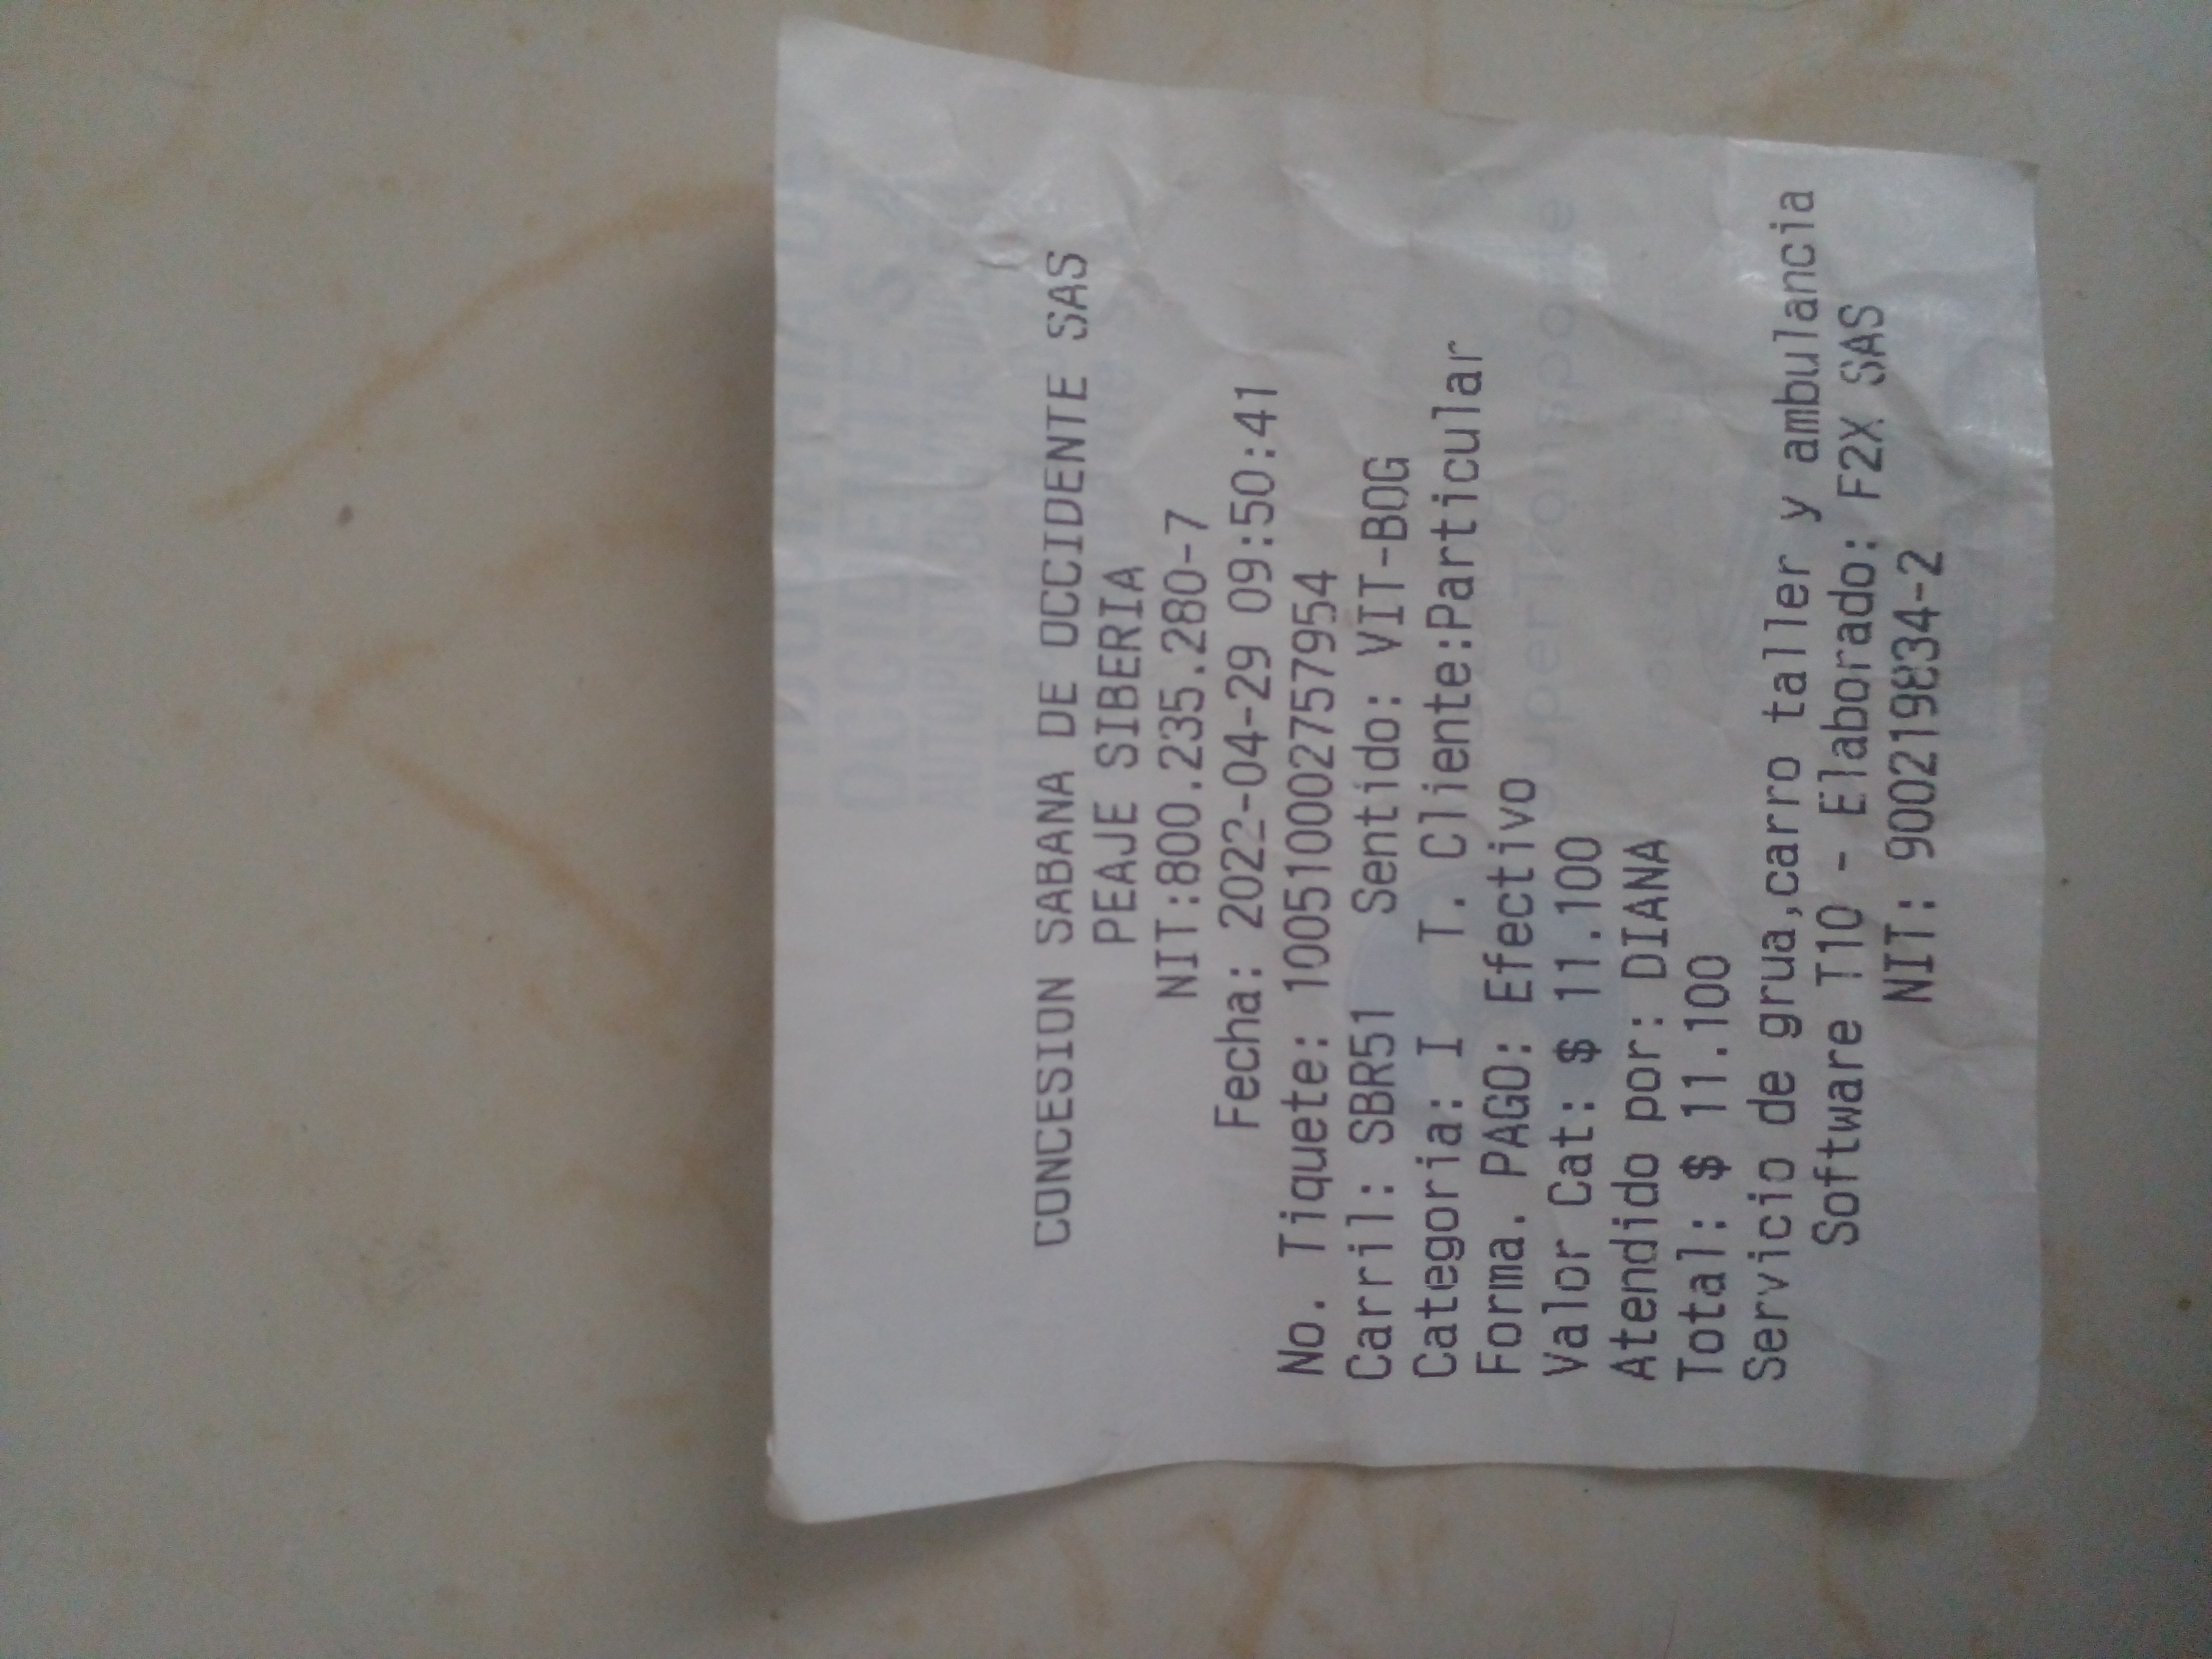 CONCESION SABANA DE OCCIDENTE SAS
PEAJE SIBERIA
NIT:800.235.280-7
Fecha: 2022-04-29 09:50:41
No. Tiquete: 1005100027​57954
Carril: SBR51 Sentido: VIT-BOG
Categoria: I T. Cliente:Particular
Forma. PAGO: Efectivo
Valor Cat: $ 11.100
Atendido por: DIANA
Total: $ 11.100
Servicio de grua,carro taller y ambulancia
Software T10 - Elaborado: F2X SAS
NIT: 900219834-2